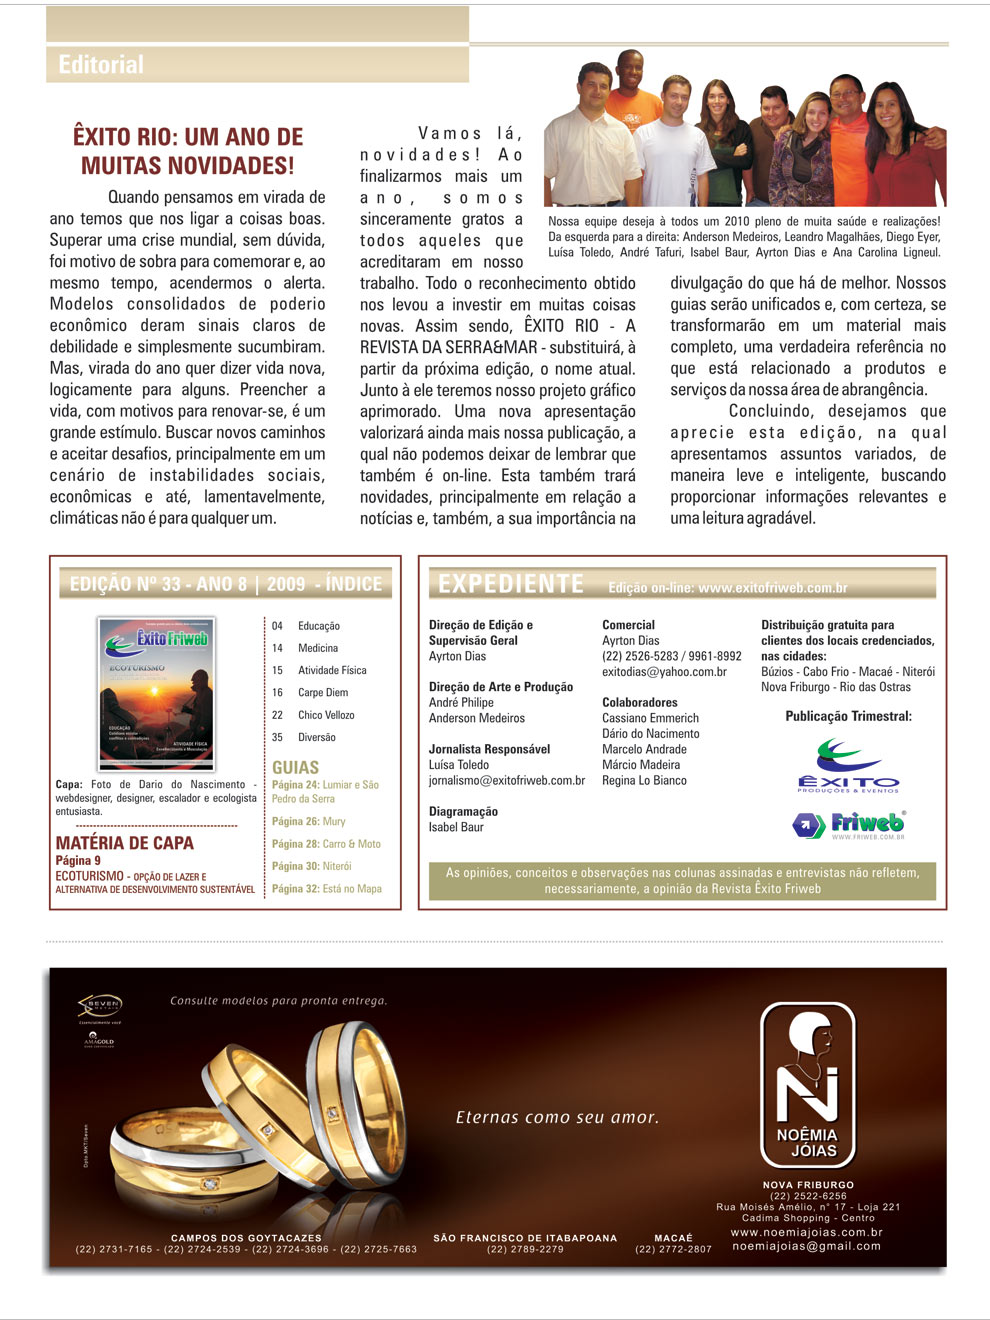 Editorial
ÊXITO RIO: UM ANO DE
MUITAS NOVIDADES!
Quando pensamos em virada de
ano temos que nos ligar a coisas boas.
Superar uma crise mundial, sem dúvida,
foi motivo de sobra para comemorar e, ao
mesmo tempo, acendermos o alerta.
Modelos consolidados de poderio
econômico deram sinais claros de
debilidade e simplesmente sucumbiram.
Mas, virada do ano quer dizer vida nova,
logicamente para alguns. Preencher a
vida, com motivos para renovar-se, é um
grande estímulo. Buscar novos caminhos
e aceitar desafios, principalmente em um
cenário de instabilidades sociais,
econômicas e até, lamentavelmente,
climáticas não é para qualquer um.
Vamos lá,
novidades! Ao
finalizarmos mais um
ano, somos
sinceramente gratos a
todos aqueles que
acreditaram em nosso
trabalho. Todo o reconhecimento obtido
nos levou a investir em muitas coisas
novas. Assim sendo, ÊXITO RIO - A
REVISTA DA SERRA&MAR - substituirá, à
partir da próxima edição, o nome atual.
Junto à ele teremos nosso projeto gráfico
aprimorado. Uma nova apresentação
valorizará ainda mais nossa publicação, a
qual não podemos deixar de lembrar que
também é on-line. Esta também trará
novidades, principalmente em relação a
notícias e, também, a sua importância na
Nossa equipe deseja à todos um 2010 pleno de muita saúde e realizações!
Da esquerda para a direita: Anderson Medeiros, Leandro Magalhães, Diego Eyer,
Luísa Toledo, André Tafuri, Isabel Baur, Ayrton Dias e Ana Carolina Ligneul.
divulgação do que há de melhor. Nossos
guias serão unificados e, com certeza, se
transformarão em um material mais
completo, uma verdadeira referência no
que está relacionado a produtos e
serviços da nossa área de abrangência.
Concluindo, desejamos que
aprecie esta edição, na qual
apresentamos assuntos variados, de
maneira leve e inteligente, buscando
proporcionar informações relevantes e
uma leitura agradável.
EDIÇÃO Nº 33 - ANO 8 | 2009 - ÍNDICE
ÊxitoFriweb
ECOTURISMO
EDUCAÇÃO
ATIVIDADE FÍSICA
Capa: Foto de Dario do Nascimento -
webdesigner, designer, escalador e ecologista
entusiasta.
MATÉRIA DE CAPA
Página 9
ECOTURISMO - OPÇÃO DE LAZER E
ALTERNATIVA DE DESENVOLVIMENTO SUSTENTÁVEL
04 Educação
14 Medicina
15 Atividade Física
16 Carpe Diem
22 Chico Vellozo
35 Diversão
GUIAS
Página 24: Lumiar e São
Pedro da Serra
Página 26: Mury
Página 28: Carro & Moto
Página 30: Niterói
Página 32: Está no Mapa
EXPEDIENTE Edição on-line: www.exitofriweb.com.br
Direção de Edição e
Supervisão Geral
Ayrton Dias
Direção de Arte e Produção
André Philipe
Anderson Medeiros
Jornalista Responsável
Luísa Toledo
jornalismo@exitofriweb.com.br
Diagramação
Isabel Baur
Comercial
Ayrton Dias
(22) 2526-5283 / 9961-8992
exitodias@yahoo.com.br
Colaboradores
Cassiano Emmerich
Dário do Nacimento
Marcelo Andrade
Márcio Madeira
Regina Lo Bianco
Distribuição gratuita para
clientes dos locais credenciados,
nas cidades:
Búzios - Cabo Frio - Macaé - Niterói
Nova Friburgo - Rio das Ostras
Publicação Trimestral:
ÊXITO
PRODUÇÕES & EVENTOS
Friweb®
WWW.FRIWEB.COM.BR
As opiniões, conceitos e observações nas colunas assinadas e entrevistas não refletem,
necessariamente, a opinião da Revista Êxito Friweb
SEVEN
Essencialmente você
AMAGOLD
Consulte modelos para pronta entrega.
Dpto.MKT/Seven
Eternas como seu amor.
NOÊMIA
JÓIAS
NOVA FRIBURGO
(22) 2522-6256
Rua Moisés Amélio, n° 17 - Loja 221
Cadima Shopping - Centro
www.noemiajoias.com.br
noemiajoias@gmail.com
CAMPOS DOS GOYTACAZES
(22) 2731-7165 - (22) 2724-2539 - (22) 2724-3696 - (22) 2725-7663
SÃO FRANCISCO DE ITABAPOANA
(22) 2789-2279
MACAÉ
(22) 2772-2807